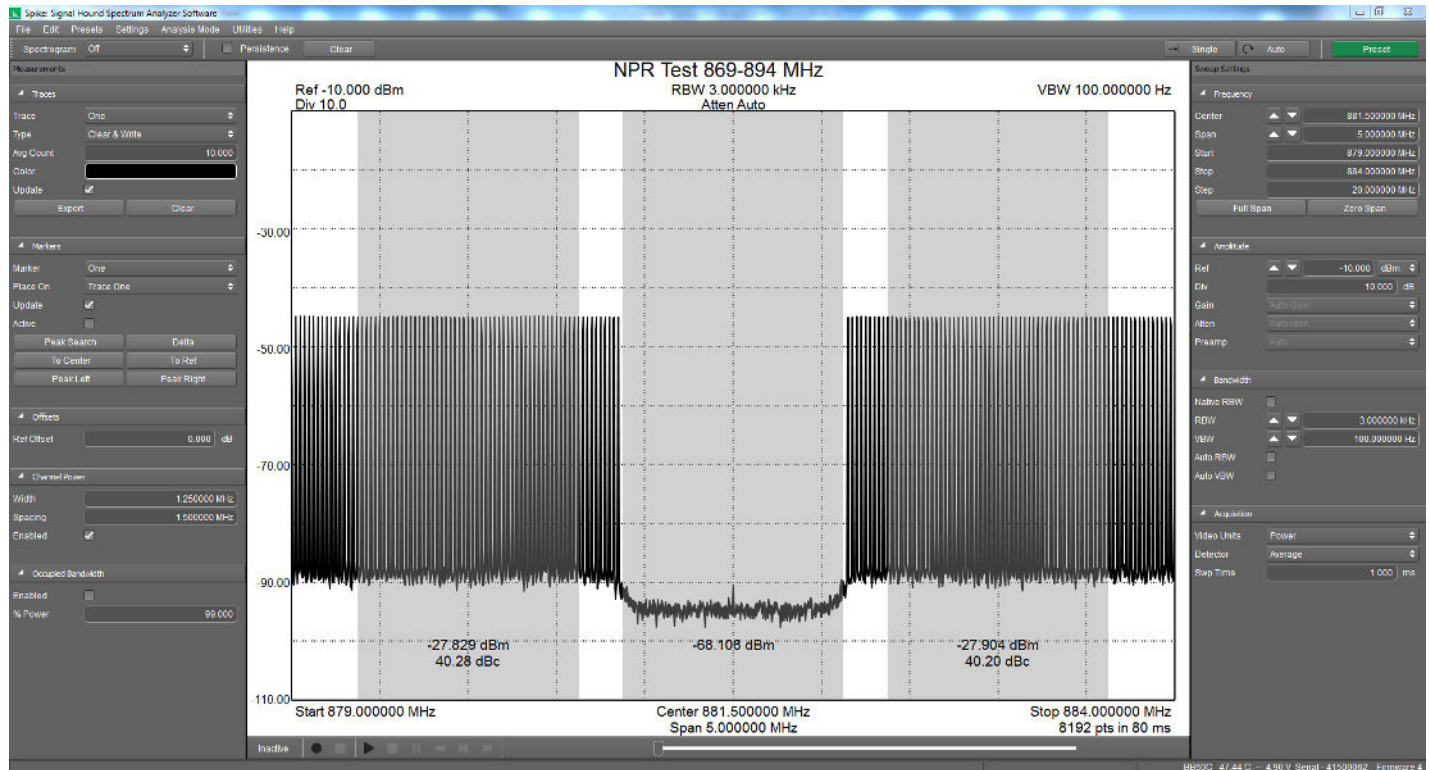 Spike: Signal Hound Spectrum Analyzer Software
File Edit Presets Settings Analysis Mode Utilities Help
Spectrogram Off Persistence Clear Single Auto Preset
Measurements
Traces
Trace One
Type Clear & Write
Avg Count 10.000
Color
Update
Export Clear
Markers
Marker One
Place On Trace One
Update
Active
Peak Search Delta
To Center To Ref
Peak Left Peak Right
Offsets
Ref Offset 0.000 dB
Channel Power
Width 1.250000 MHz
Spacing 1.500000 MHz
Enabled
Occupied Bandwidth
Enabled
% Power 99.000
NPR Test 869-894 MHz
Ref -10.000 dBm RBW 3.000000 kHz VBW 100.000000 Hz
Div 10.0 Atten Auto
-30.00
-50.00
-70.00
-90.00
-110.00
-27.829 dBm -68.108 dBm -27.904 dBm
40.28 dBc 40.20 dBc
Start 879.000000 MHz Center 881.500000 MHz Stop 884.000000 MHz
Span 5.000000 MHz 8192 pts in 80 ms
Inactive
Sweep Settings
Frequency
Center 881.500000 MHz
Span 5.000000 MHz
Start 879.000000 MHz
Stop 884.000000 MHz
Step 20.000000 MHz
Full Span Zero Span
Amplitude
Ref -10.000 dBm
Div 10.000 dB
Gain Auto Gain
Atten Auto Atten
Preamp Auto
Bandwidth
Native RBW
RBW 3.000000 kHz
VBW 100.000000 Hz
Auto RBW
Auto VBW
Acquisition
Video Units Power
Detector Average
Swp Time 1.000 ms
BB60C 47.44 C -- 4.90 V Serial - 41500062 Firmware 4